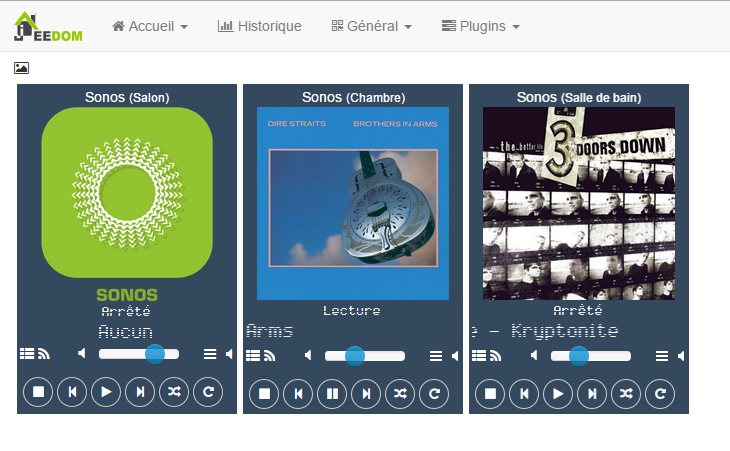 JEEDOM Accueil Historique Général Plugins
Sonos (Salon)
SONOS
Arrêté
Aucun
Sonos (Chambre)
DIRE STRAITS BROTHERS IN ARMS
Lecture
Arms
Sonos (Salle de bain)
the better life
3 DOORS DOWN
Arrêté
e - Kryptonite